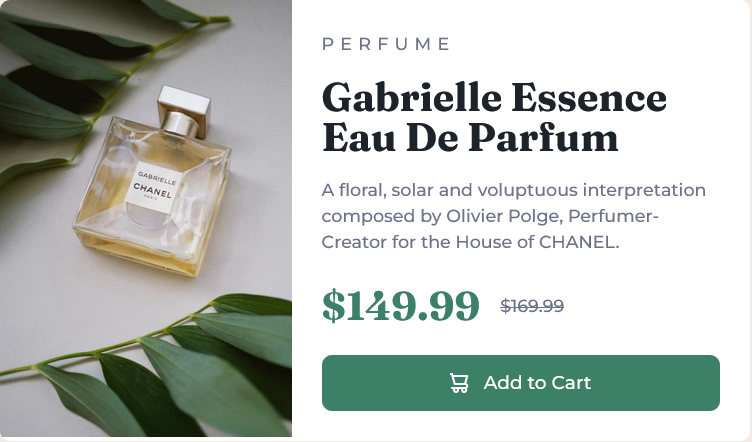 PERFUME
Gabrielle Essence
Eau De Parfum
A floral, solar and voluptuous interpretation
composed by Olivier Polge, Perfumer-
Creator for the House of CHANEL.
$149.99 $169.99
Add to Cart
GABRIELLE
CHANEL
PARIS